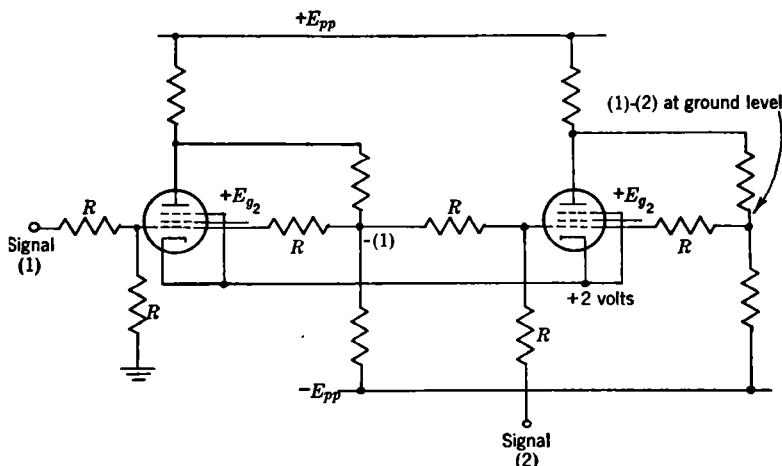 +E_pp
(1)-(2) at ground level
+E_g2
+E_g2
R
R
R
R
Signal
(1)
-(1)
R
R
+2 volts
-E_pp
Signal
(2)